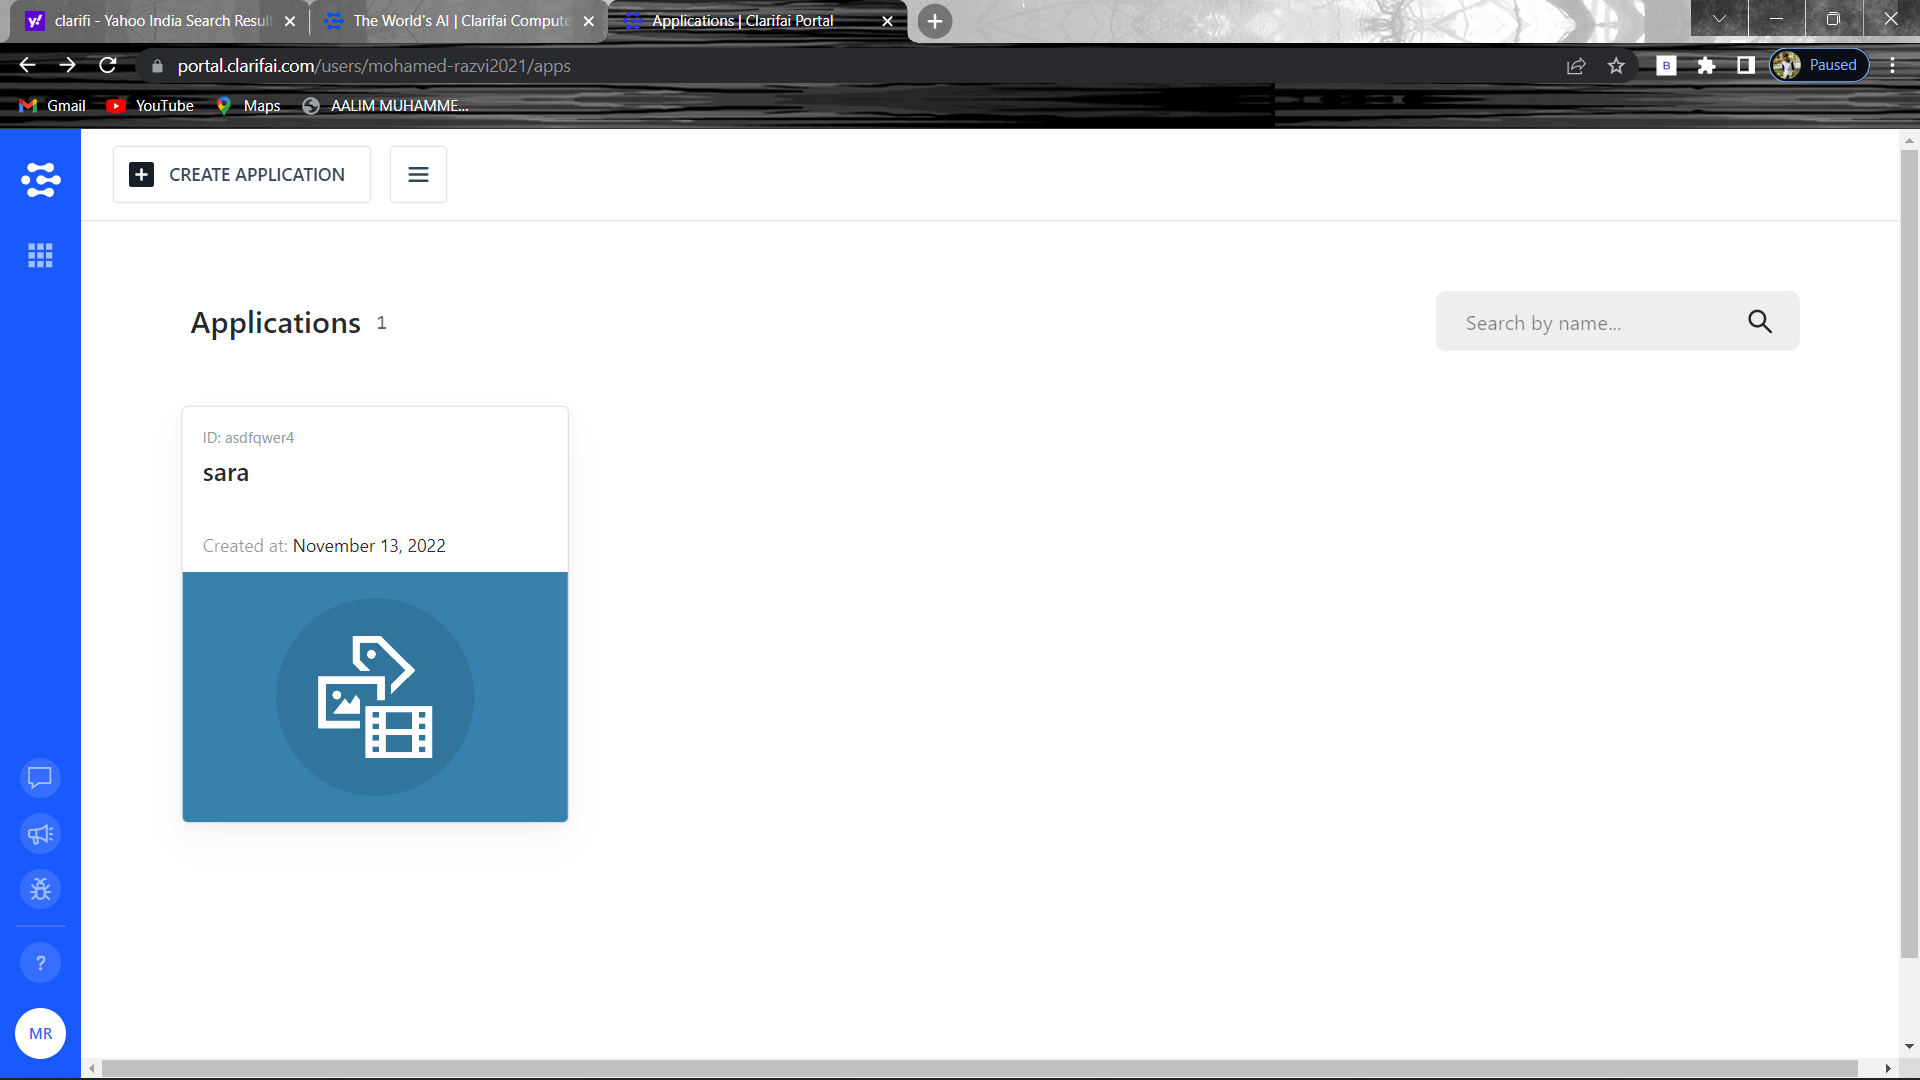 clarifi - Yahoo India Search Result
The World's AI | Clarifai Compute
Applications | Clarifai Portal
portal.clarifai.com/users/mohamed-razvi2021/apps
B
Paused
Gmail
YouTube
Maps
AALIM MUHAMME...
CREATE APPLICATION
Applications 1
Search by name...
ID: asdfqwer4
sara
Created at: November 13, 2022
?
MR